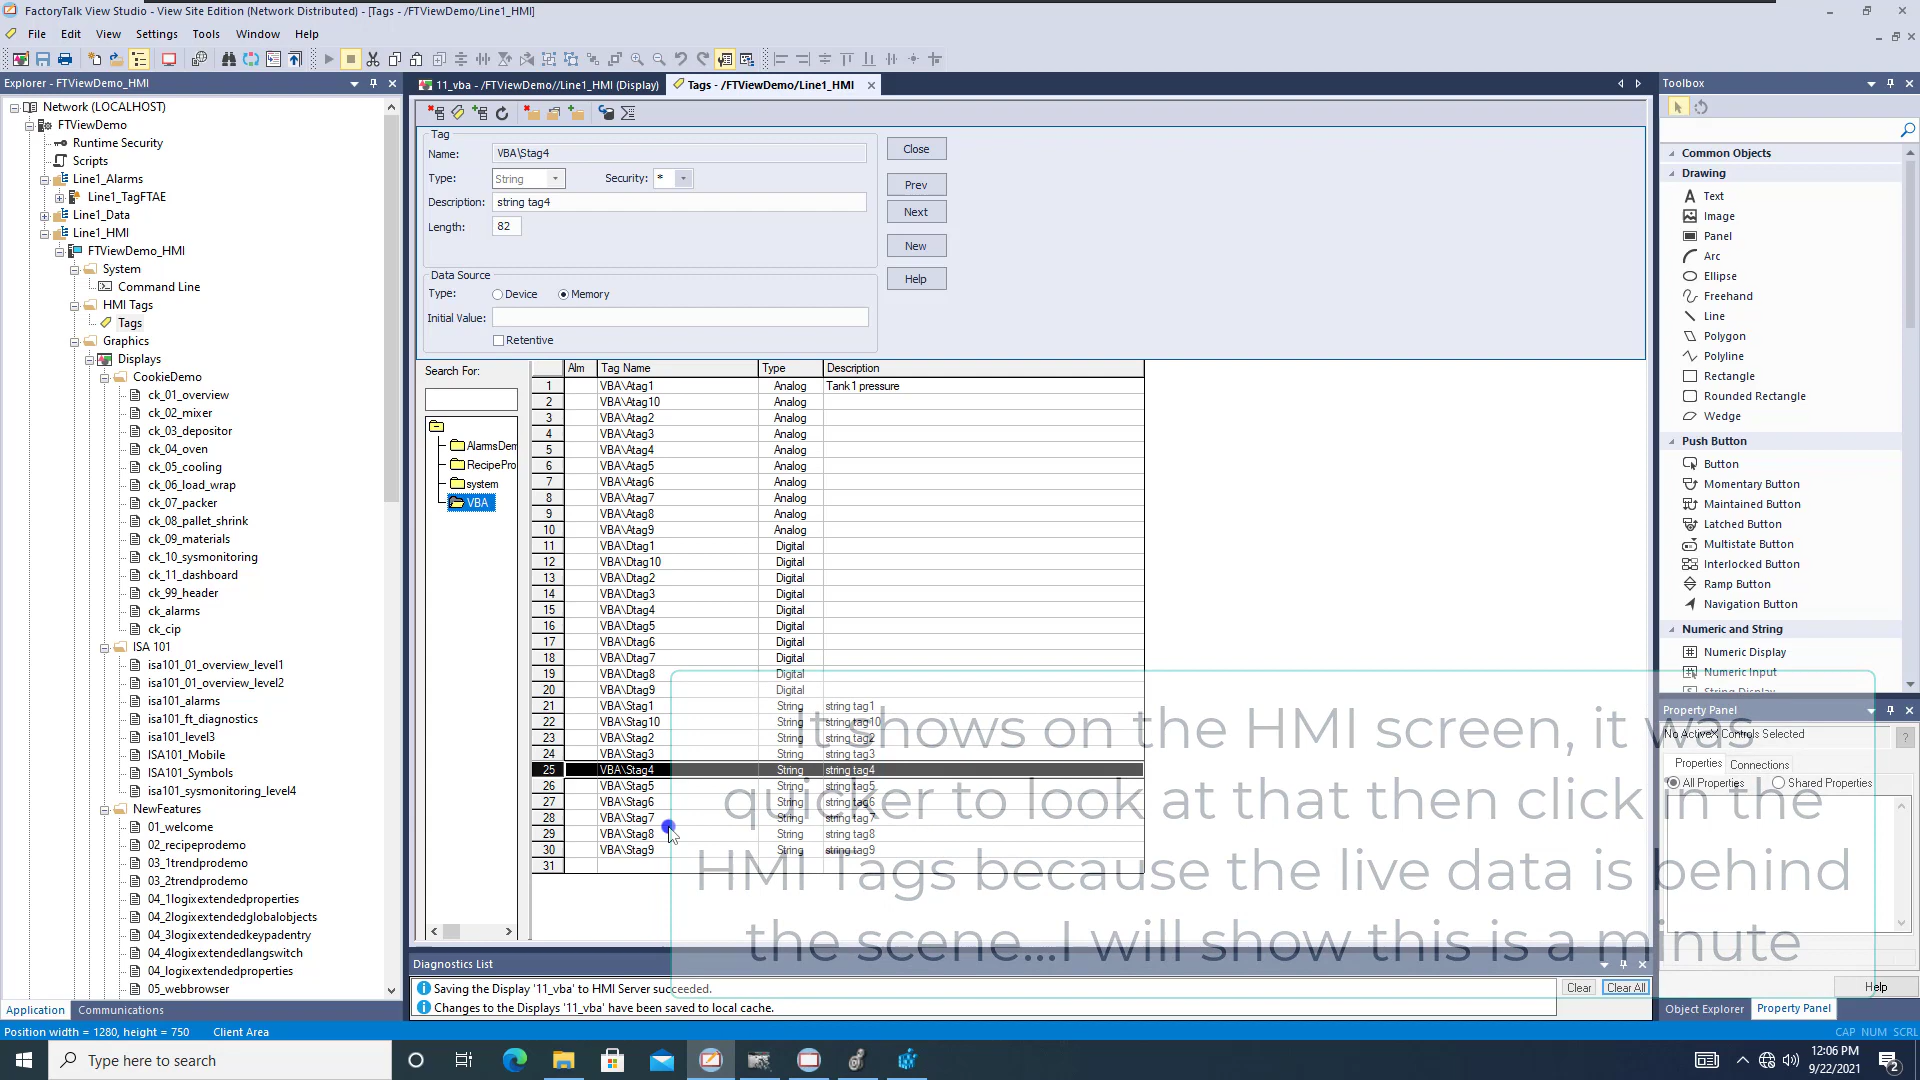 FactoryTalk View Studio - View Site Edition (Network Distributed) - [Tags - /FTViewDemo/Line1_HMI]
File Edit View Settings Tools Window Help
Explorer - FTViewDemo_HMI
Network (LOCALHOST)
FTViewDemo
Runtime Security
Scripts
Line1_Alarms
Line1_TagFTAE
Line1_Data
Line1_HMI
FTViewDemo_HMI
System
Command Line
HMI Tags
Tags
Graphics
Displays
CookieDemo
ck_01_overview
ck_02_mixer
ck_03_depositor
ck_04_oven
ck_05_cooling
ck_06_load_wrap
ck_07_packer
ck_08_pallet_shrink
ck_09_materials
ck_10_sysmonitoring
ck_11_dashboard
ck_99_header
ck_alarms
ck_cip
ISA 101
isa101_01_overview_level1
isa101_01_overview_level2
isa101_alarms
isa101_ft_diagnostics
isa101_level3
ISA101_Mobile
ISA101_Symbols
isa101_sysmonitoring_level4
NewFeatures
01_welcome
02_recipeprodemo
03_1trendprodemo
03_2trendprodemo
04_1logixextendedproperties
04_2logixextendedglobalobjects
04_3logixextendedkeypadentry
04_4logixextendedlangswitch
04_logixextendedproperties
05_webbrowser
Application Communications
11_vba - /FTViewDemo//Line1_HMI (Display)
Tags - /FTViewDemo/Line1_HMI
Tag
Name: VBA\Stag4
Type: String Security: *
Description: string tag4
Length: 82
Data Source
Type: Device Memory
Initial Value:
Retentive
Close
Prev
Next
New
Help
Search For:
AlarmsDem
RecipePro
system
VBA
Alm Tag Name Type Description
1 VBA\Atag1 Analog Tank1 pressure
2 VBA\Atag10 Analog
3 VBA\Atag2 Analog
4 VBA\Atag3 Analog
5 VBA\Atag4 Analog
6 VBA\Atag5 Analog
7 VBA\Atag6 Analog
8 VBA\Atag7 Analog
9 VBA\Atag8 Analog
10 VBA\Atag9 Analog
11 VBA\Dtag1 Digital
12 VBA\Dtag10 Digital
13 VBA\Dtag2 Digital
14 VBA\Dtag3 Digital
15 VBA\Dtag4 Digital
16 VBA\Dtag5 Digital
17 VBA\Dtag6 Digital
18 VBA\Dtag7 Digital
19 VBA\Dtag8 Digital
20 VBA\Dtag9 Digital
21 VBA\Stag1 String string tag1
22 VBA\Stag10 String string tag10
23 VBA\Stag2 String string tag2
24 VBA\Stag3 String string tag3
25 VBA\Stag4 String string tag4
26 VBA\Stag5 String string tag5
27 VBA\Stag6 String string tag6
28 VBA\Stag7 String string tag7
29 VBA\Stag8 String string tag8
30 VBA\Stag9 String string tag9
31
It shows on the HMI screen, it was
quicker to look at that then click in the
HMI Tags because the live data is behind
the scene...I will show this is a minute
Diagnostics List
Saving the Display '11_vba' to HMI Server succeeded.
Changes to the Displays '11_vba' have been saved to local cache.
Clear Clear All
Toolbox
Common Objects
Drawing
Text
Image
Panel
Arc
Ellipse
Freehand
Line
Polygon
Polyline
Rectangle
Rounded Rectangle
Wedge
Push Button
Button
Momentary Button
Maintained Button
Latched Button
Multistate Button
Interlocked Button
Ramp Button
Navigation Button
Numeric and String
Numeric Display
Numeric Input
String Display
Property Panel
No ActiveX Controls Selected
?
Properties Connections
All Properties Shared Properties
Help
Object Explorer Property Panel
Position width = 1280, height = 750 Client Area
CAP NUM SCRL
Type here to search
12:06 PM
9/22/2021
2